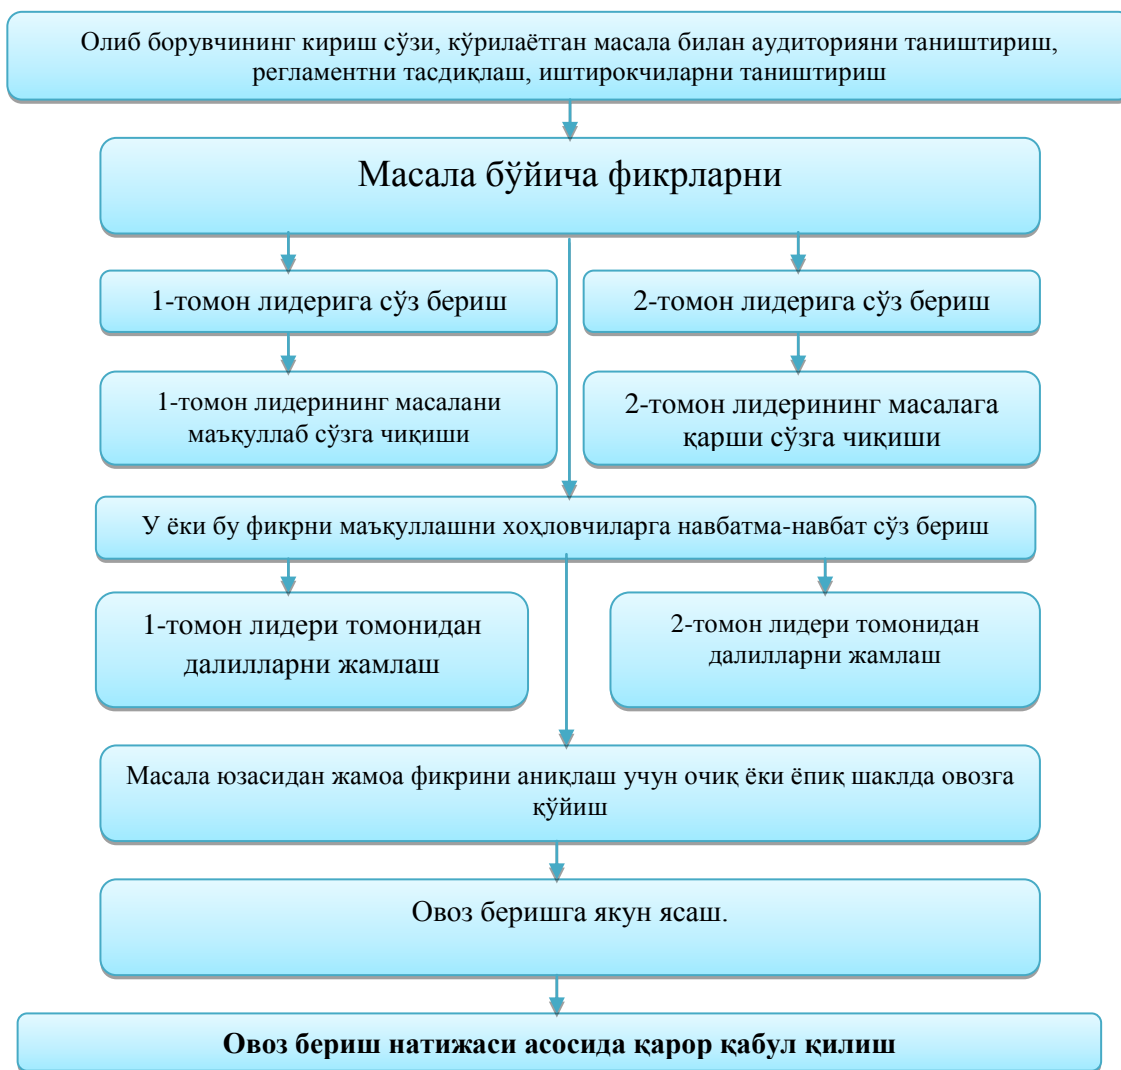 Олиб борувчининг кириш сўзи, кўрилаётган масала билан аудиторияни таништириш,
регламентни тасдиқлаш, иштирокчиларни таништириш
Масала бўйича фикрларни
1-томон лидерига сўз бериш
2-томон лидерига сўз бериш
1-томон лидерининг масалани
маъқуллаб сўзга чиқиши
2-томон лидерининг масалага
қарши сўзга чиқиши
У ёки бу фикрни маъқуллашни хоҳловчиларга навбатма-навбат сўз бериш
1-томон лидери томонидан
далилларни жамлаш
2-томон лидери томонидан
далилларни жамлаш
Масала юзасидан жамоа фикрини аниқлаш учун очиқ ёки ёпиқ шаклда овозга
қўйиш
Овоз беришга якун ясаш.
Овоз бериш натижаси асосида қарор қабул қилиш